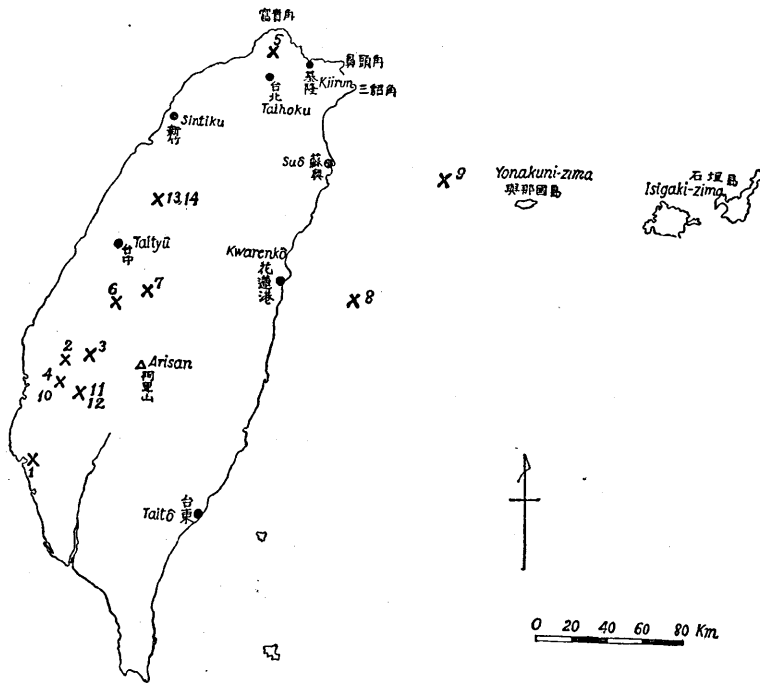 富貴角
5
鼻頭角
基隆 Kiirun
三貂角
台北
Taihoku
Sintiku
新竹
Suô 蘇澳
9
Yonakuni-zima
與那國島
石垣島
Isigaki-zima
13,14
Taityû
台中
Kwarenkô
花蓮港
6
7
8
2
3
Arisan
阿里山
4
10
11
12
1
台東
Taitô
0 20 40 60 80 Km.